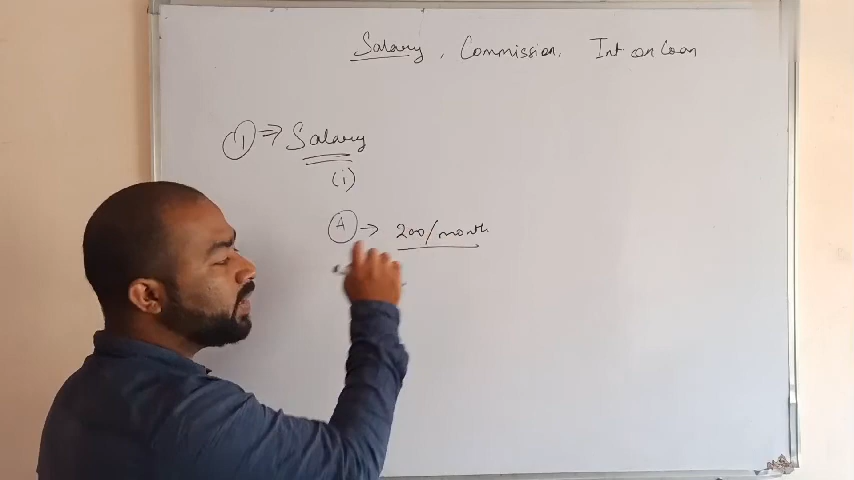 Salary, Commission, Int on Loan
1 ⇒ Salary
(i)
A → 200/month